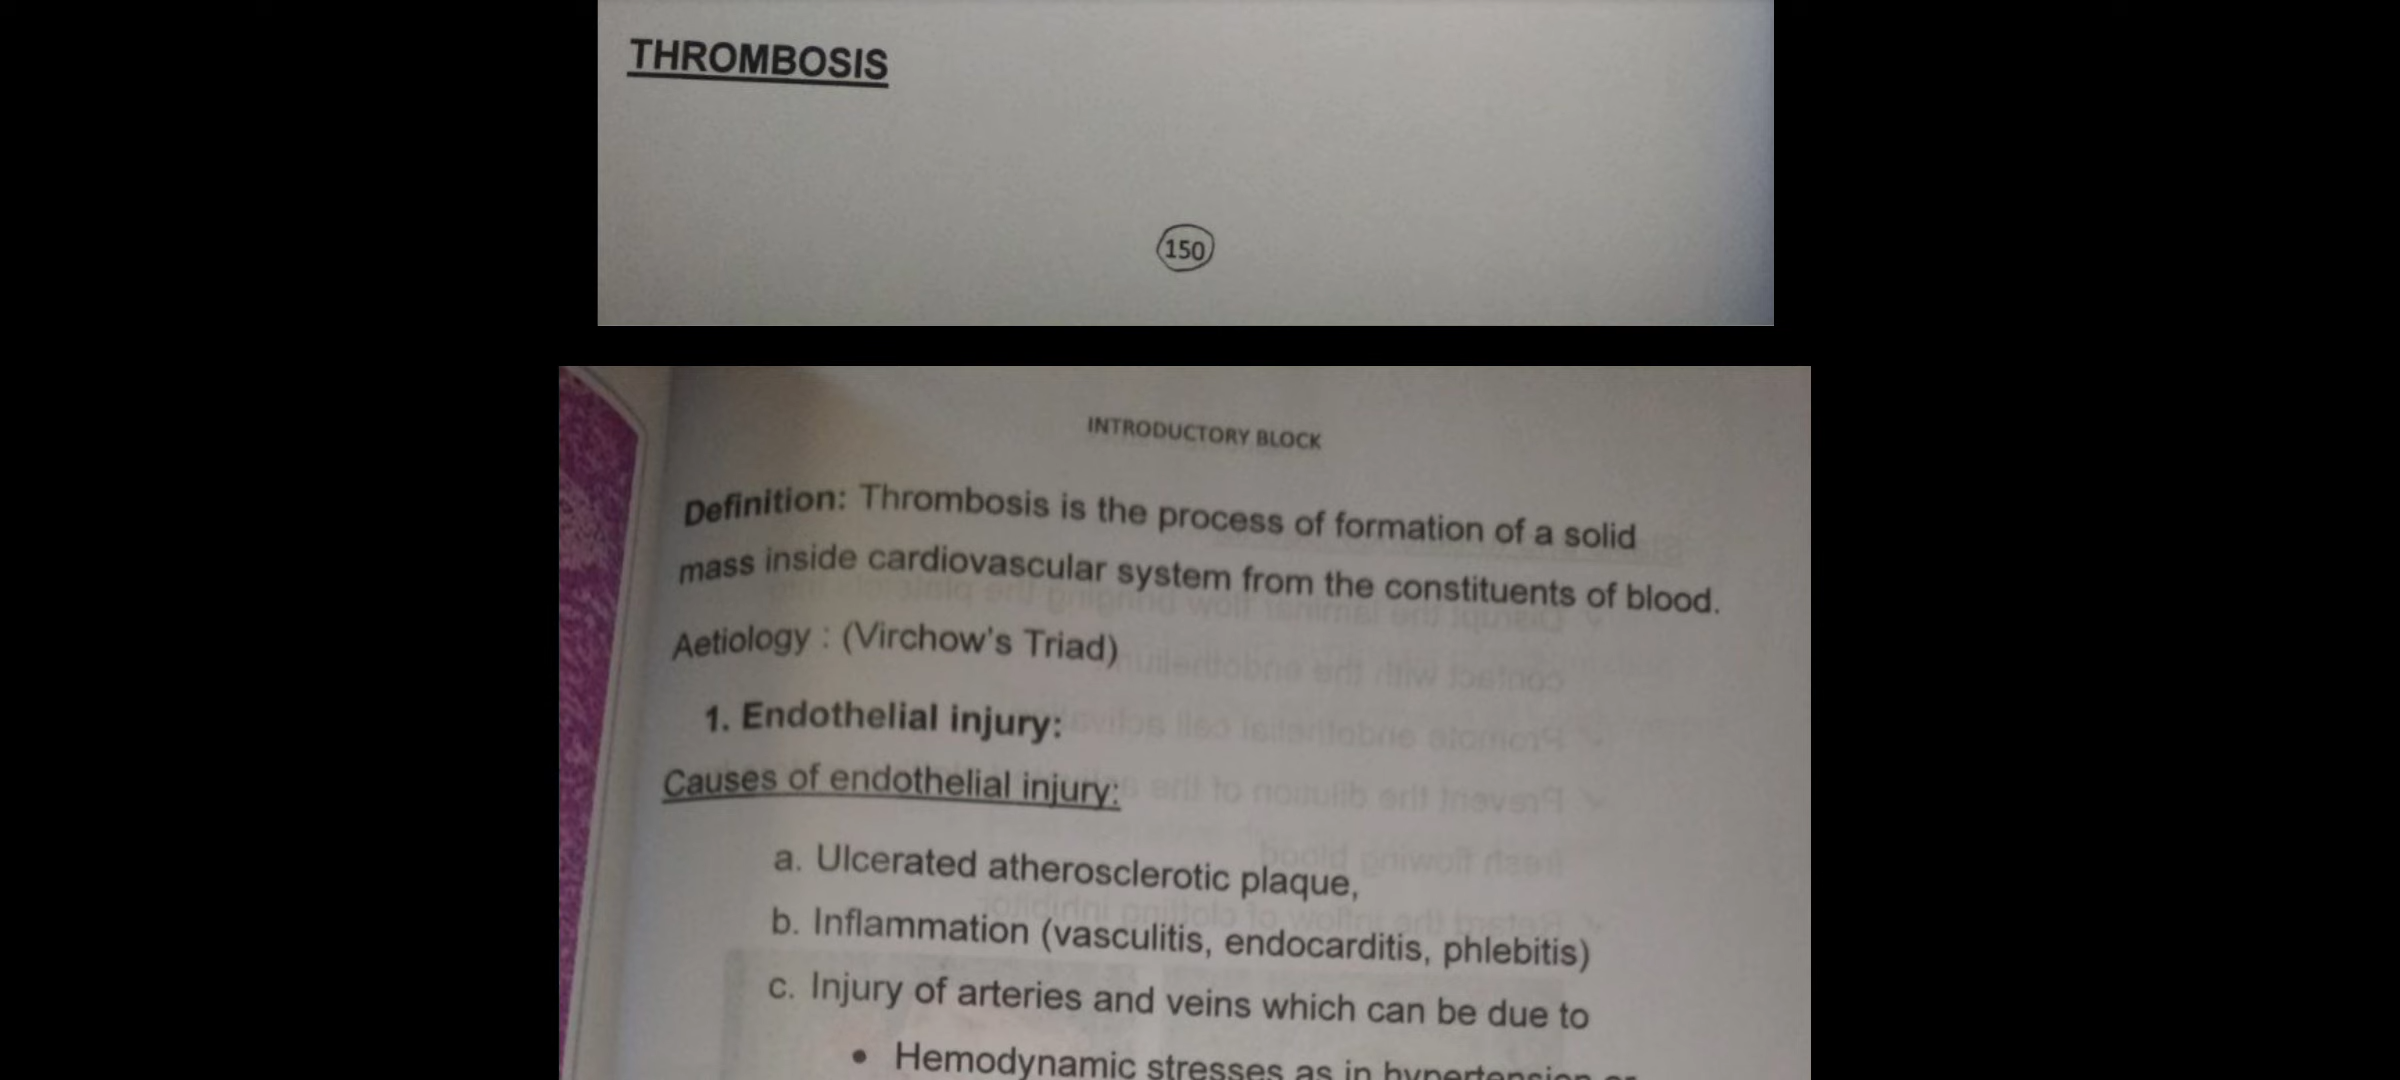 THROMBOSIS
150
INTRODUCTORY BLOCK
Definition: Thrombosis is the process of formation of a solid
mass inside cardiovascular system from the constituents of blood.
Aetiology : (Virchow's Triad)
1. Endothelial injury:
Causes of endothelial injury:
a. Ulcerated atherosclerotic plaque,
b. Inflammation (vasculitis, endocarditis, phlebitis)
c. Injury of arteries and veins which can be due to
• Hemodynamic stresses as in hypertension or